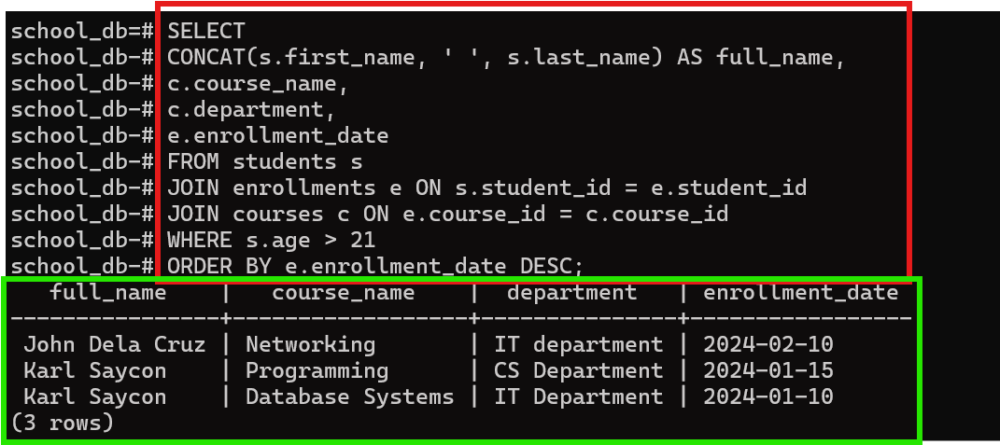 school_db=# SELECT
school_db-# CONCAT(s.first_name, ' ', s.last_name) AS full_name,
school_db-# c.course_name,
school_db-# c.department,
school_db-# e.enrollment_date
school_db-# FROM students s
school_db-# JOIN enrollments e ON s.student_id = e.student_id
school_db-# JOIN courses c ON e.course_id = c.course_id
school_db-# WHERE s.age > 21
school_db-# ORDER BY e.enrollment_date DESC;
   full_name    |   course_name    |  department   | enrollment_date
----------------+------------------+---------------+-----------------
 John Dela Cruz | Networking       | IT department | 2024-02-10
 Karl Saycon    | Programming      | CS Department | 2024-01-15
 Karl Saycon    | Database Systems | IT Department | 2024-01-10
(3 rows)